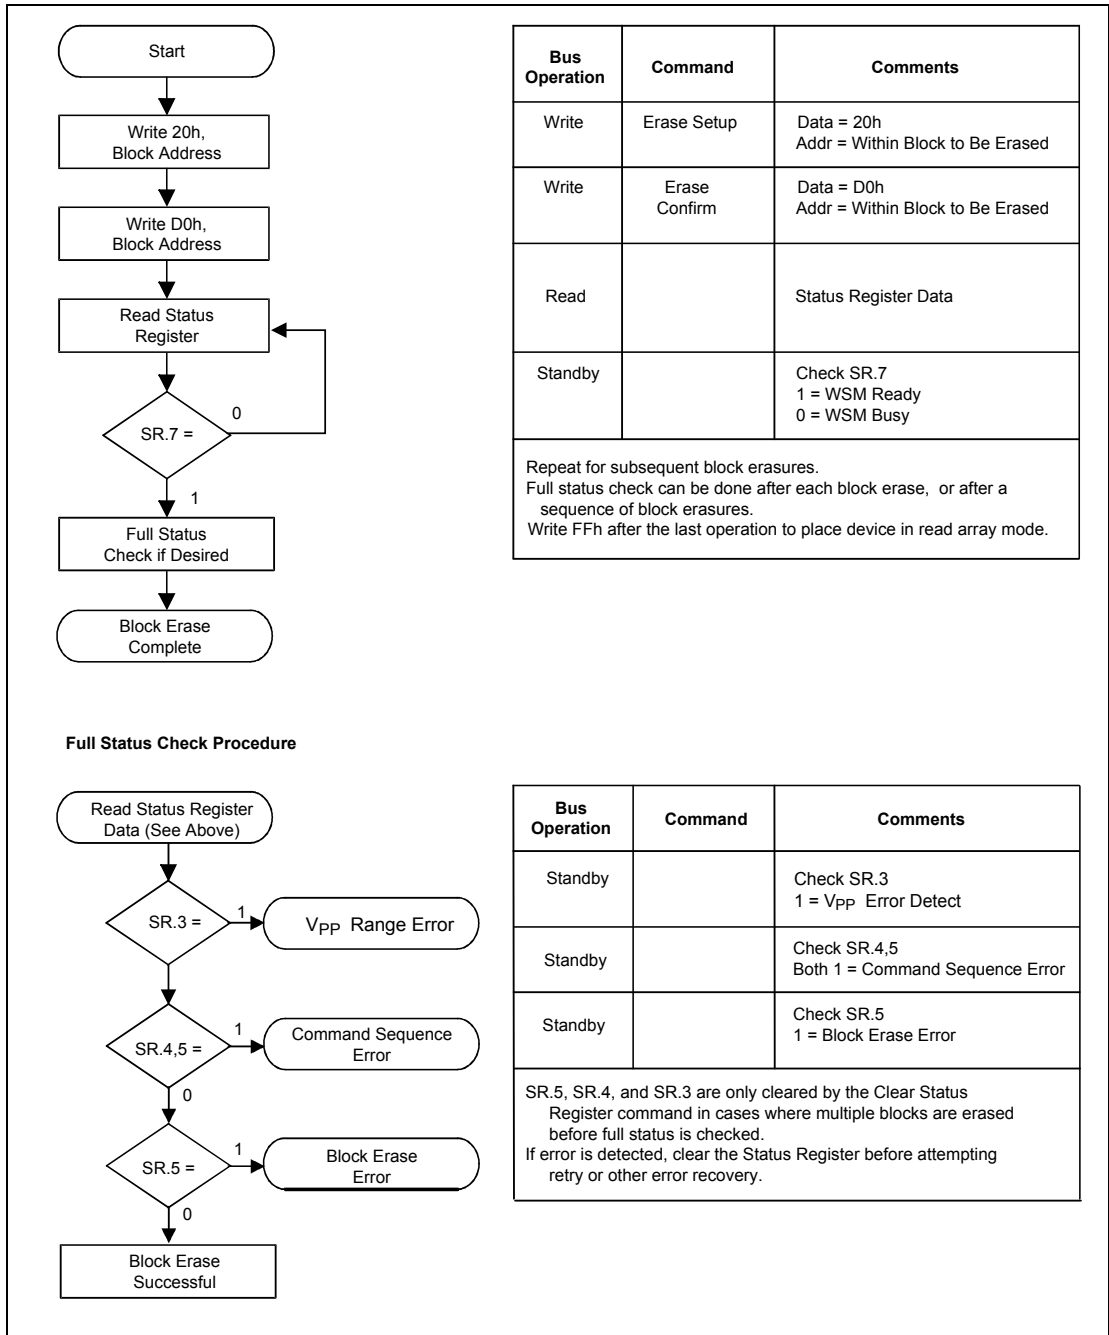 Start
Write 20h,
Block Address
Write D0h,
Block Address
Read Status
Register
SR.7 =
0
1
Full Status
Check if Desired
Block Erase
Complete
Bus
Operation
Command
Comments
Write
Erase Setup
Data = 20h
Addr = Within Block to Be Erased
Write
Erase
Confirm
Data = D0h
Addr = Within Block to Be Erased
Read
Status Register Data
Standby
Check SR.7
1 = WSM Ready
0 = WSM Busy
Repeat for subsequent block erasures.
Full status check can be done after each block erase, or after a
sequence of block erasures.
Write FFh after the last operation to place device in read array mode.
Full Status Check Procedure
Read Status Register
Data (See Above)
SR.3 =
1
VPP Range Error
SR.4,5 =
1
Command Sequence
Error
0
SR.5 =
1
Block Erase
Error
0
Block Erase
Successful
Bus
Operation
Command
Comments
Standby
Check SR.3
1 = VPP Error Detect
Standby
Check SR.4,5
Both 1 = Command Sequence Error
Standby
Check SR.5
1 = Block Erase Error
SR.5, SR.4, and SR.3 are only cleared by the Clear Status
Register command in cases where multiple blocks are erased
before full status is checked.
If error is detected, clear the Status Register before attempting
retry or other error recovery.